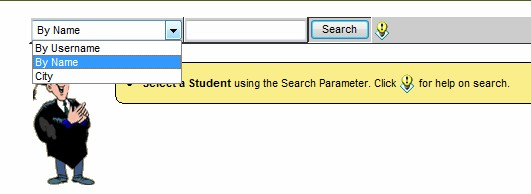 By Name Search
By Username
By Name
City
Select a Student using the Search Parameter. Click for help on search.